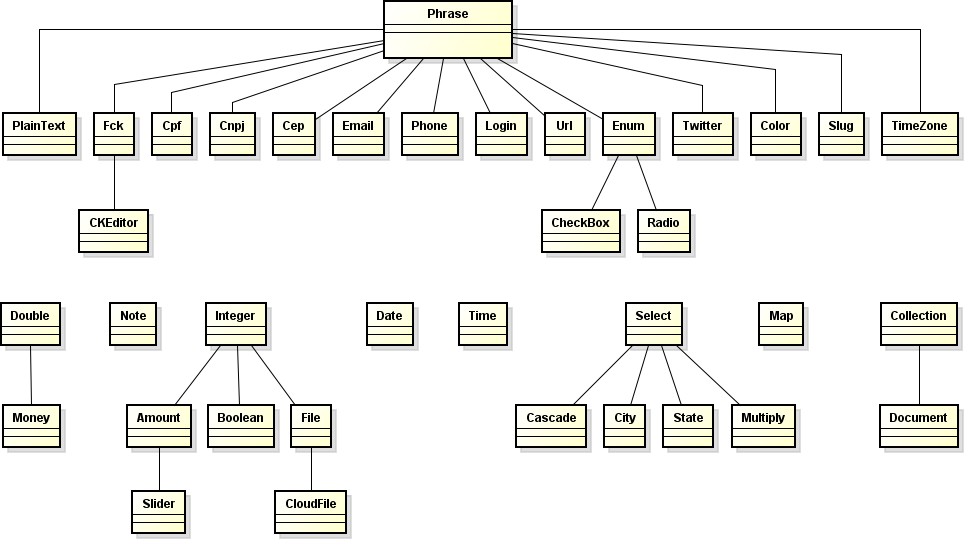 Phrase
PlainText
Fck
Cpf
Cnpj
Cep
Email
Phone
Login
Url
Enum
Twitter
Color
Slug
TimeZone
CKEditor
CheckBox
Radio
Double
Note
Integer
Date
Time
Select
Map
Collection
Money
Amount
Boolean
File
Cascade
City
State
Multiply
Document
Slider
CloudFile